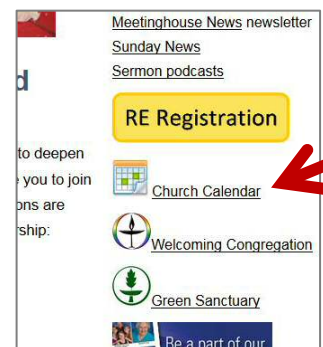 Meetinghouse News newsletter
Sunday News
Sermon podcasts
d
RE Registration
to deepen
you to join
Church Calendar
ons are
rship:
Welcoming Congregation
Green Sanctuary
Be a part of our